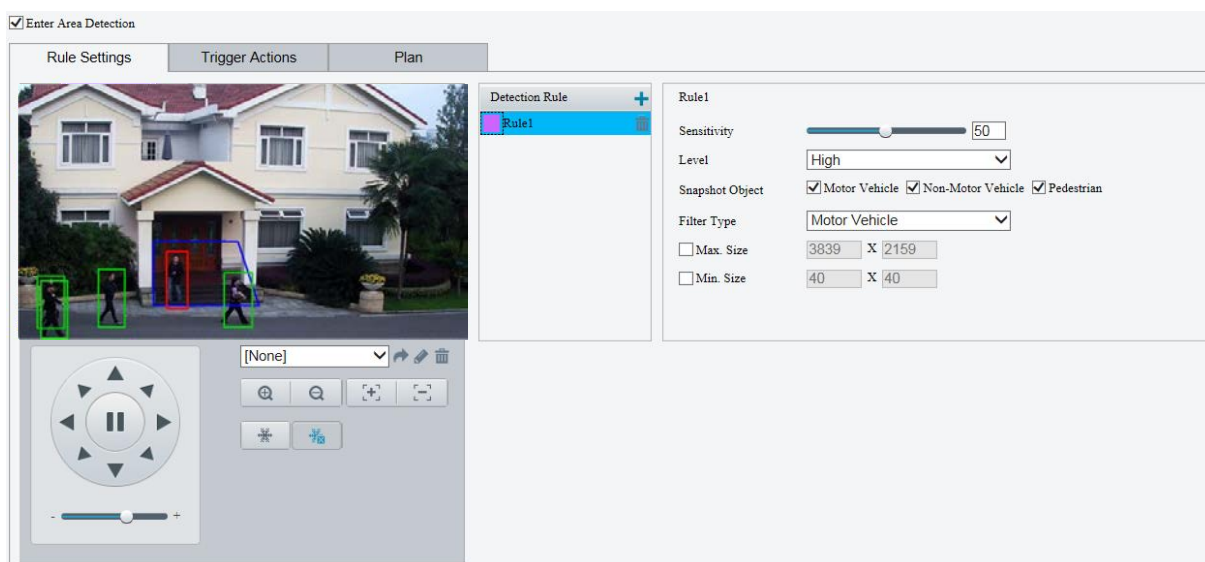 Enter Area Detection
Rule Settings Trigger Actions Plan
Detection Rule
Rule1
Rule1
Sensitivity 50
Level High
Snapshot Object Motor Vehicle Non-Motor Vehicle Pedestrian
Filter Type Motor Vehicle
Max. Size 3839 X 2159
Min. Size 40 X 40
[None]
- +